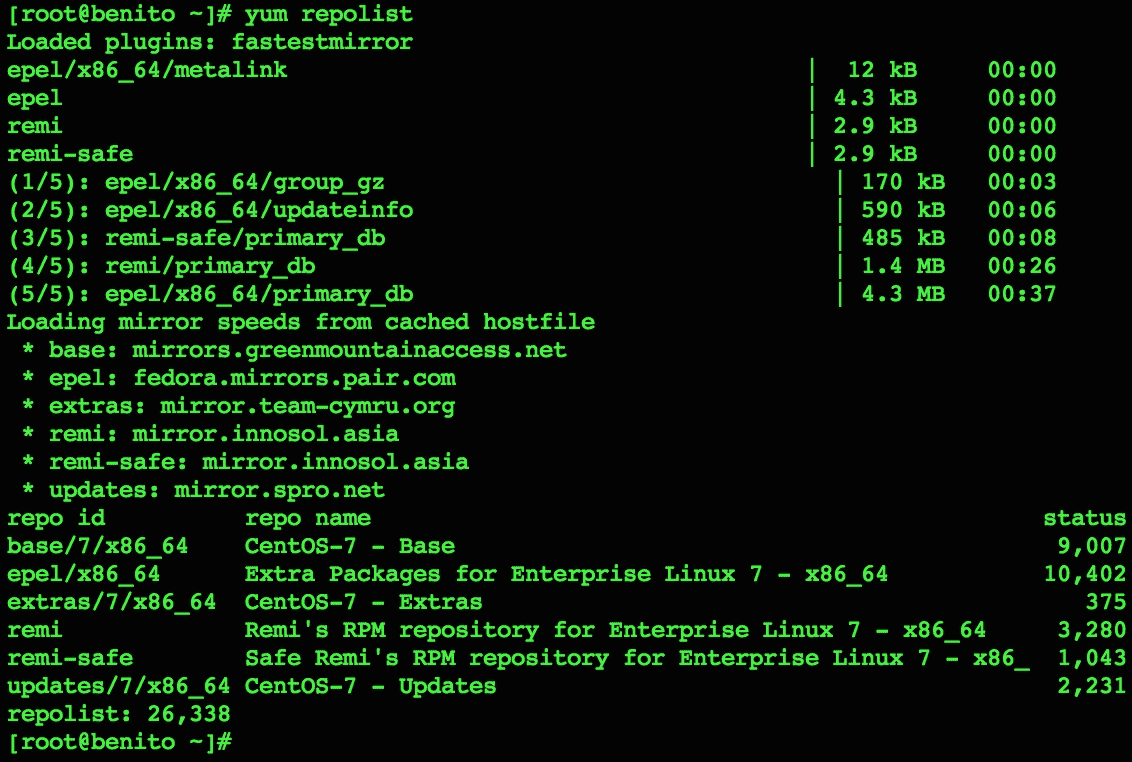 [root@benito ~]# yum repolist
Loaded plugins: fastestmirror
epel/x86_64/metalink | 12 kB 00:00
epel | 4.3 kB 00:00
remi | 2.9 kB 00:00
remi-safe | 2.9 kB 00:00
(1/5): epel/x86_64/group_gz | 170 kB 00:03
(2/5): epel/x86_64/updateinfo | 590 kB 00:06
(3/5): remi-safe/primary_db | 485 kB 00:08
(4/5): remi/primary_db | 1.4 MB 00:26
(5/5): epel/x86_64/primary_db | 4.3 MB 00:37
Loading mirror speeds from cached hostfile
 * base: mirrors.greenmountainaccess.net
 * epel: fedora.mirrors.pair.com
 * extras: mirror.team-cymru.org
 * remi: mirror.innosol.asia
 * remi-safe: mirror.innosol.asia
 * updates: mirror.spro.net
repo id repo name status
base/7/x86_64 CentOS-7 - Base 9,007
epel/x86_64 Extra Packages for Enterprise Linux 7 - x86_64 10,402
extras/7/x86_64 CentOS-7 - Extras 375
remi Remi's RPM repository for Enterprise Linux 7 - x86_64 3,280
remi-safe Safe Remi's RPM repository for Enterprise Linux 7 - x86_ 1,043
updates/7/x86_64 CentOS-7 - Updates 2,231
repolist: 26,338
[root@benito ~]#